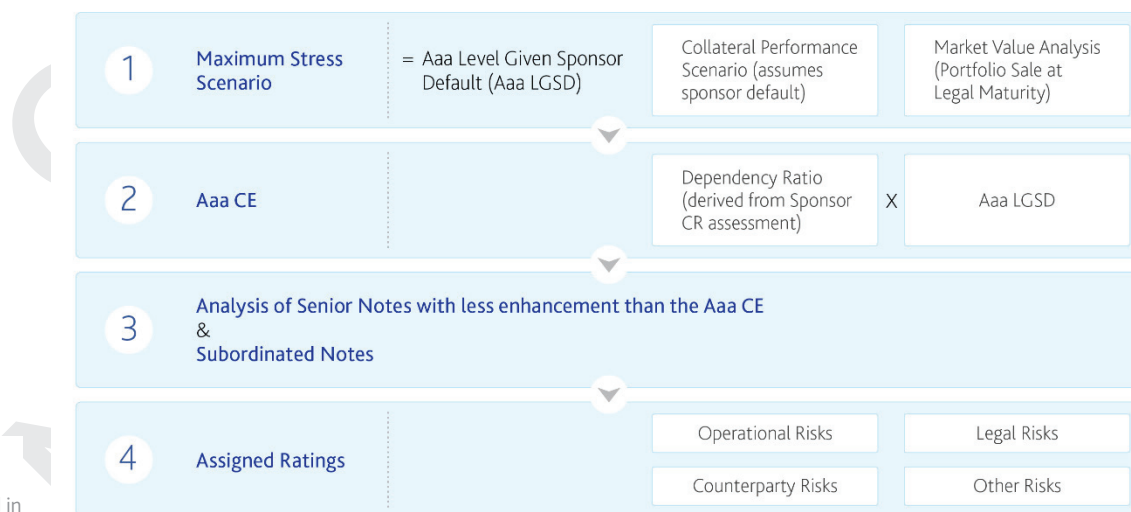 1
Maximum Stress
Scenario
= Aaa Level Given Sponsor
Default (Aaa LGSD)
Collateral Performance
Scenario (assumes
sponsor default)
Market Value Analysis
(Portfolio Sale at
Legal Maturity)
2
Aaa CE
Dependency Ratio
(derived from Sponsor
CR assessment)
X
Aaa LGSD
3
Analysis of Senior Notes with less enhancement than the Aaa CE
&
Subordinated Notes
4
Assigned Ratings
Operational Risks
Legal Risks
Counterparty Risks
Other Risks
in